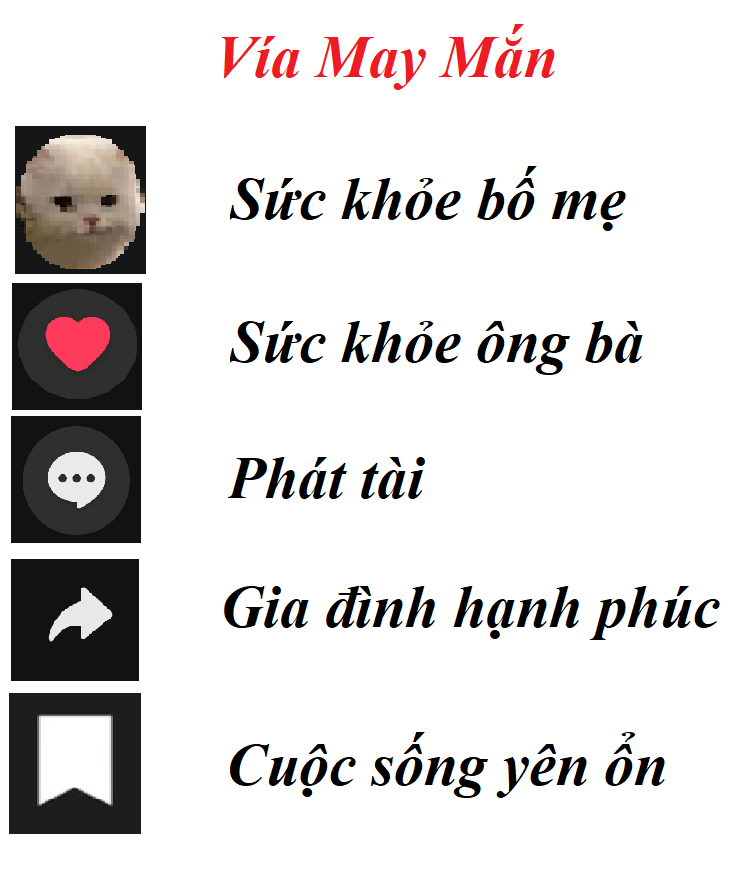 Vía May Mắn
Sức khỏe bố mẹ
Sức khỏe ông bà
Phát tài
Gia đình hạnh phúc
Cuộc sống yên ổn